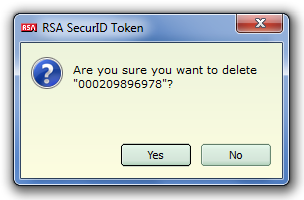 RSA RSA SecurID Token
Are you sure you want to delete
"000209896978"?
Yes No